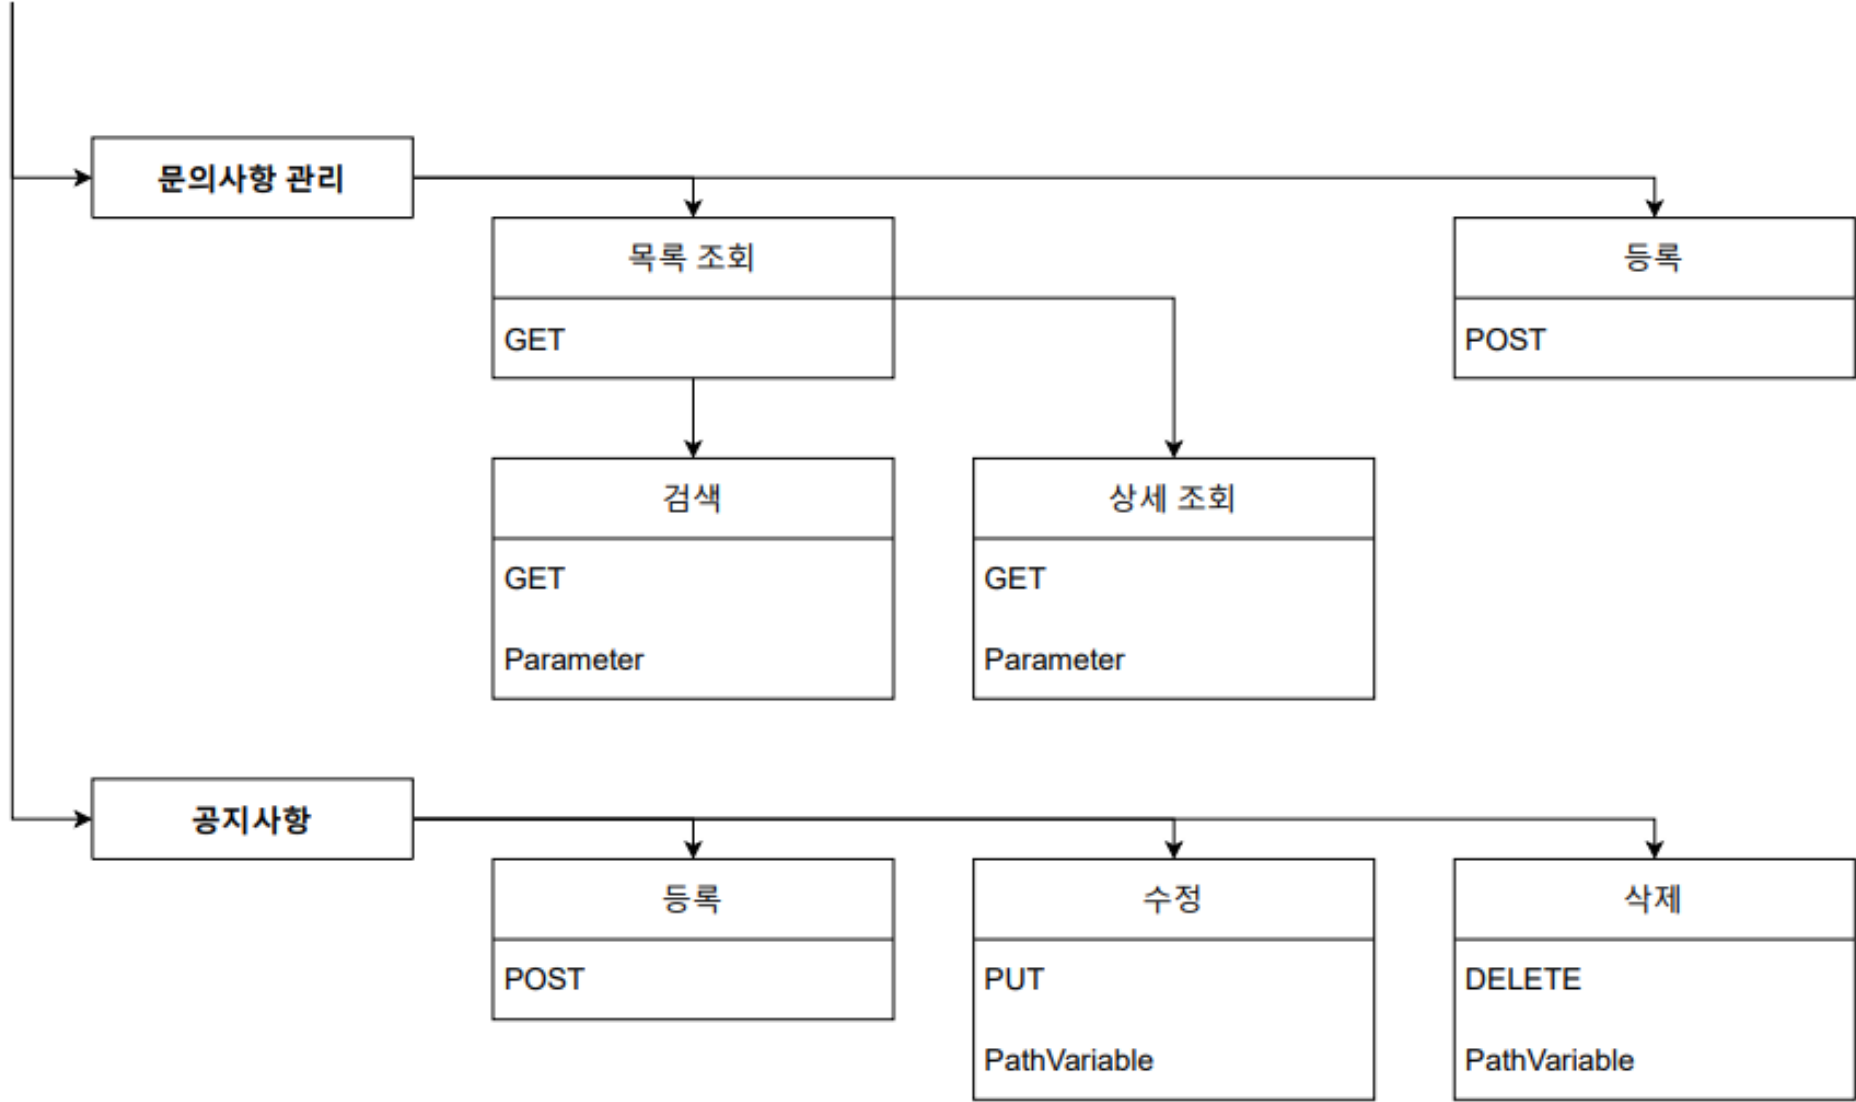 문의사항 관리
목록 조회
GET
등록
POST
검색
GET
Parameter
상세 조회
GET
Parameter
공지사항
등록
POST
수정
PUT
PathVariable
삭제
DELETE
PathVariable